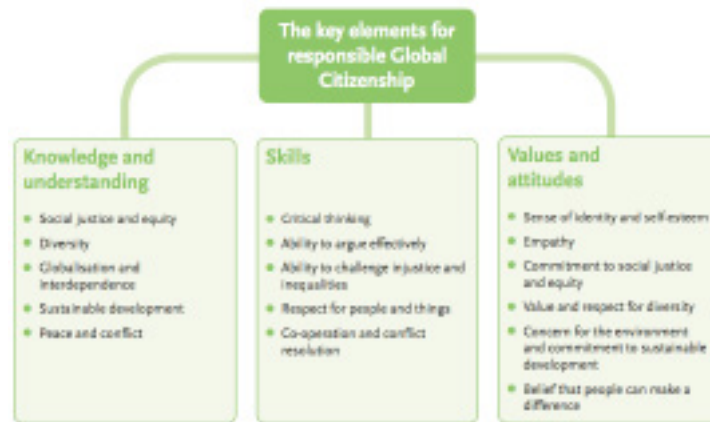 The key elements for
responsible Global
Citizenship
Knowledge and
understanding
Social justice and equity
Diversity
Globalisation and
interdependence
Sustainable development
Peace and conflict
Skills
Critical thinking
Ability to argue effectively
Ability to challenge injustice and
inequalities
Respect for people and things
Co-operation and conflict
resolution
Values and
attitudes
Sense of identity and self-esteem
Empathy
Commitment to social justice
and equity
Value and respect for diversity
Concern for the environment
and commitment to sustainable
development
Belief that people can make a
difference